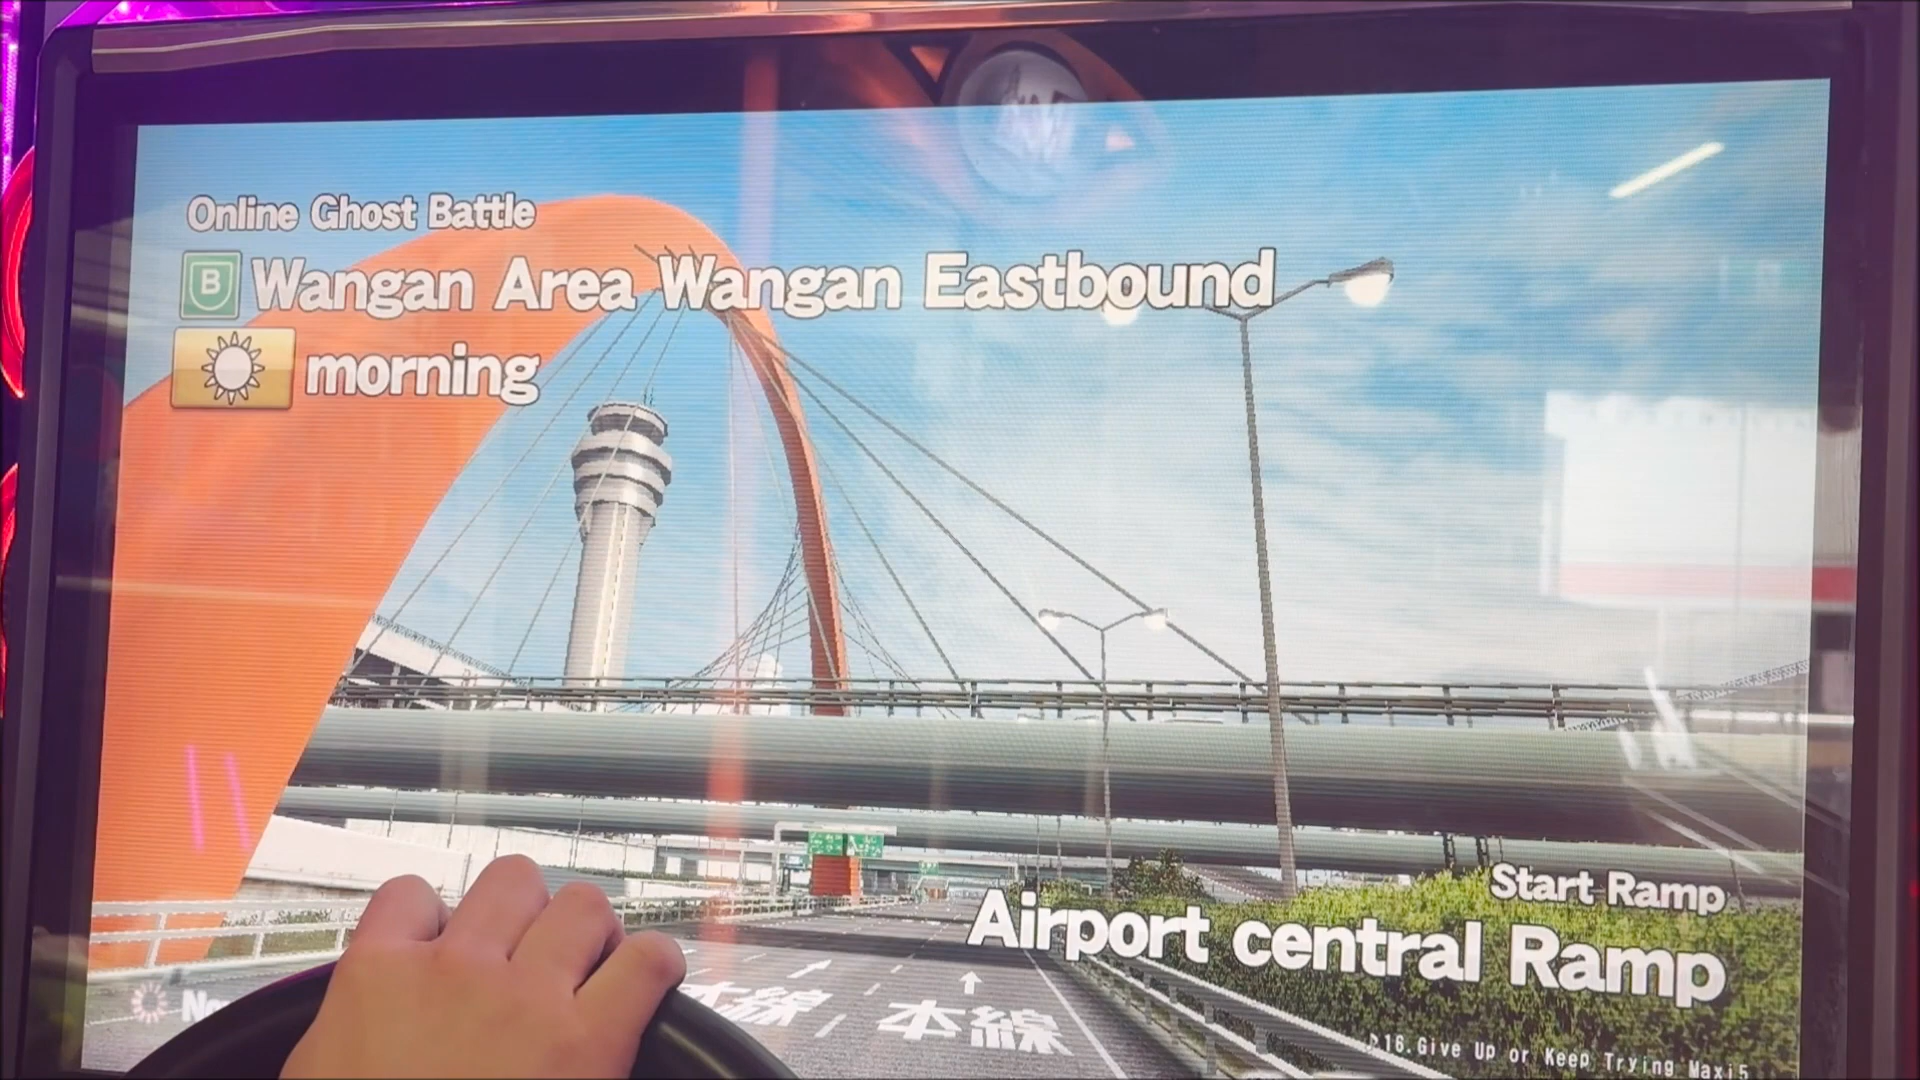 Online Ghost Battle
B Wangan Area Wangan Eastbound
morning
Start Ramp
Airport central Ramp
本線 本線
16.Give Up or Keep Trying Maxi5